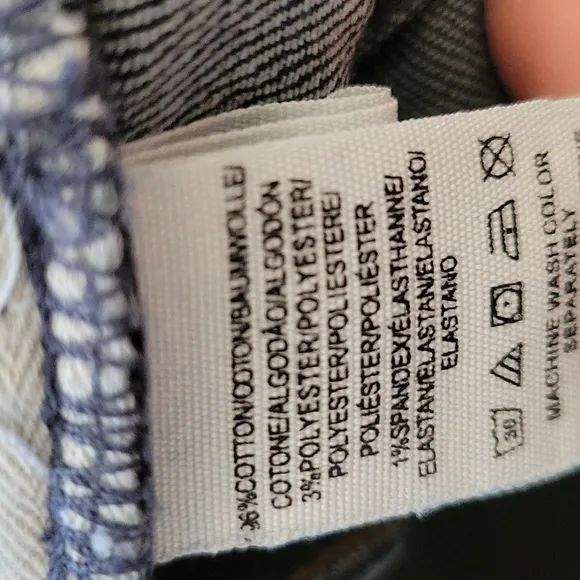 96%COTTON/COTON/BAUMWOLLE/
COTONE/ALGODÃO/ALGODÓN
3%POLYESTER/POLYESTER/
POLYESTER/POLIESTERE/
POLIÉSTER/POLIÉSTER
1%SPANDEX/ÉLASTHANNE/
ELASTAN/ELASTAN/ELASTANO/
ELASTANO
30
MACHINE WASH COLOR
SEPARATELY